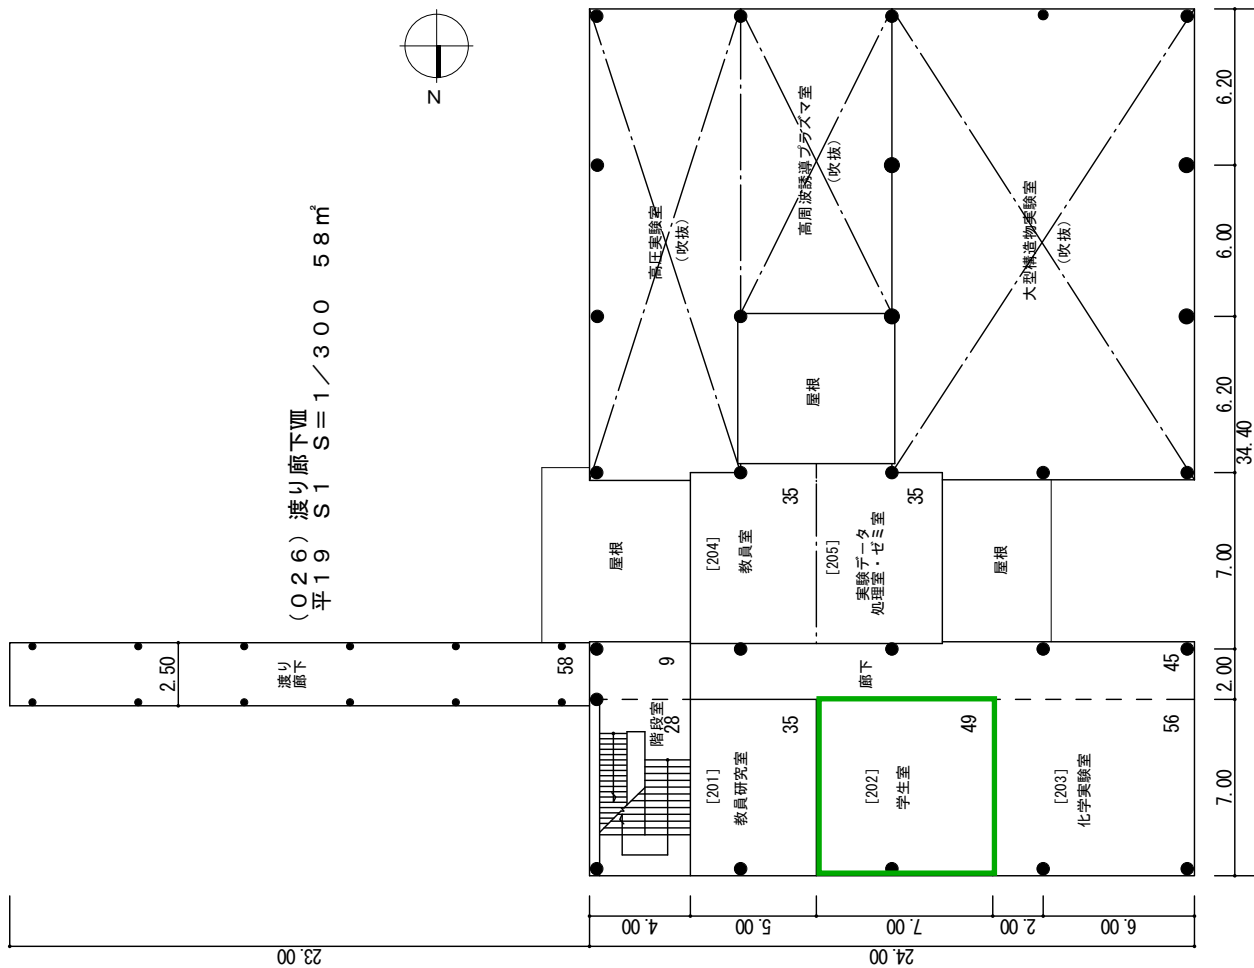 (026)渡り廊下Ⅷ
平19 S1 S=1/300 58㎡
N
高圧実験室
(吹抜)
高周波誘導プラズマ室
(吹抜)
大型構造物実験室
(吹抜)
屋根
屋根
[204]
教員室
35
[205]
実験データ
処理室・ゼミ室
35
屋根
2.50
渡り
廊下
58
9
廊下
45
階段室
28
[201]
教員研究室
35
[202]
学生室
49
[203]
化学実験室
56
6.20
6.00
6.20
34.40
7.00
2.00
7.00
4.00
5.00
7.00
2.00
6.00
23.00
24.00